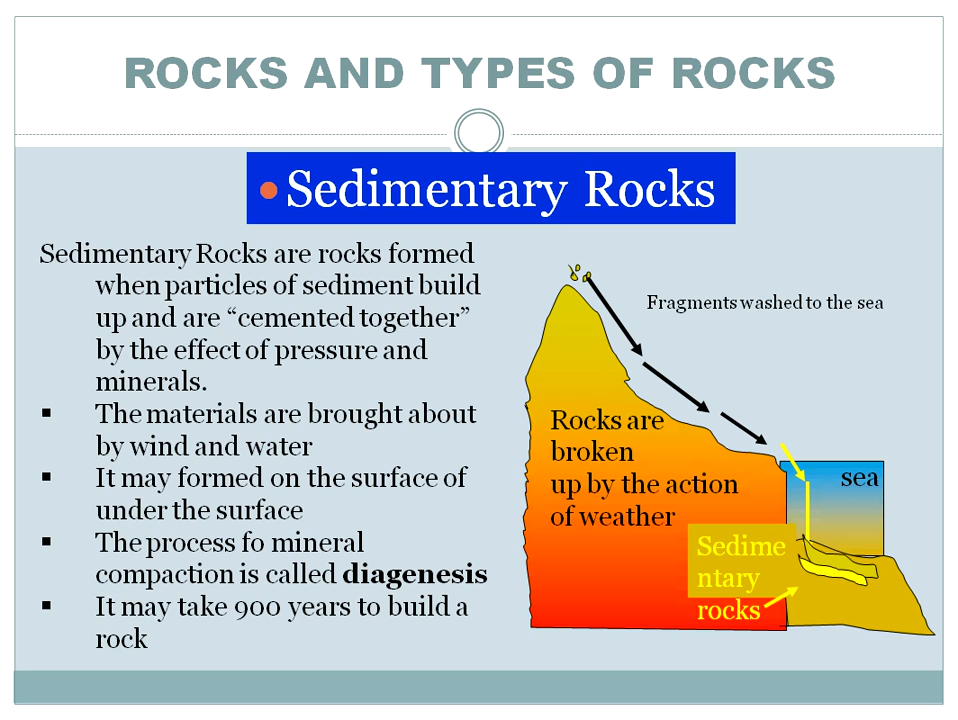 ROCKS AND TYPES OF ROCKS
• Sedimentary Rocks
Sedimentary Rocks are rocks formed
when particles of sediment build
up and are “cemented together”
by the effect of pressure and
minerals.
▪ The materials are brought about
by wind and water
▪ It may formed on the surface of
under the surface
▪ The process fo mineral
compaction is called diagenesis
▪ It may take 900 years to build a
rock
Fragments washed to the sea
Rocks are
broken
up by the action
of weather
sea
Sedime
ntary
rocks